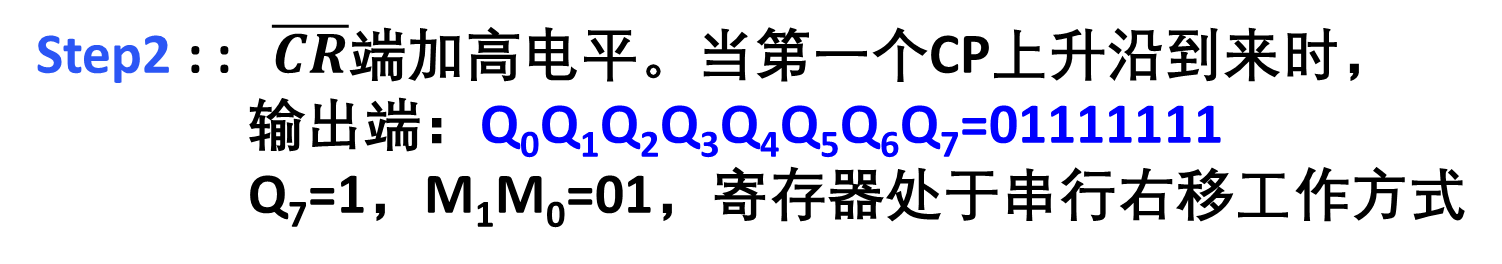 Step2：: C̅R̅端加高电平。当第一个CP上升沿到来时，
输出端：Q₀Q₁Q₂Q₃Q₄Q₅Q₆Q₇=01111111
Q₇=1，M₁M₀=01，寄存器处于串行右移工作方式